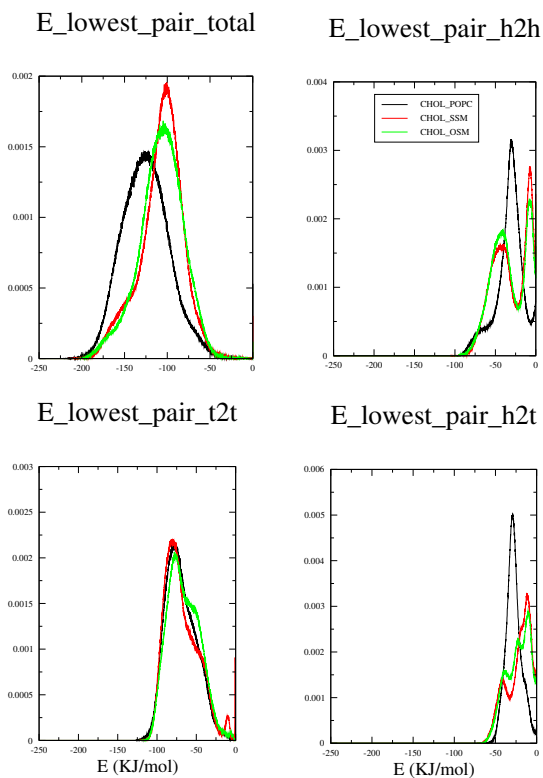 E_lowest_pair_total
E_lowest_pair_h2h
0.002
0.0015
0.001
0.0005
0
-250 -200 -150 -100 -50 0
0.004
0.003
0.002
0.001
0
-250 -200 -150 -100 -50 0
CHOL_POPC
CHOL_SSM
CHOL_OSM
E_lowest_pair_t2t
E_lowest_pair_h2t
0.003
0.0025
0.002
0.0015
0.001
0.0005
0
-250 -200 -150 -100 -50 0
E (KJ/mol)
0.006
0.005
0.004
0.003
0.002
0.001
0
-250 -200 -150 -100 -50 0
E (KJ/mol)